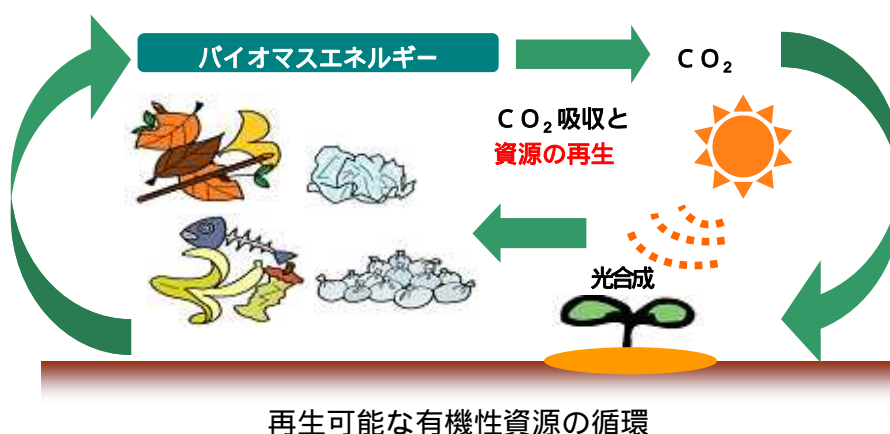 バイオマスエネルギー
ＣＯ₂
ＣＯ₂吸収と
資源の再生
光合成
再生可能な有機性資源の循環